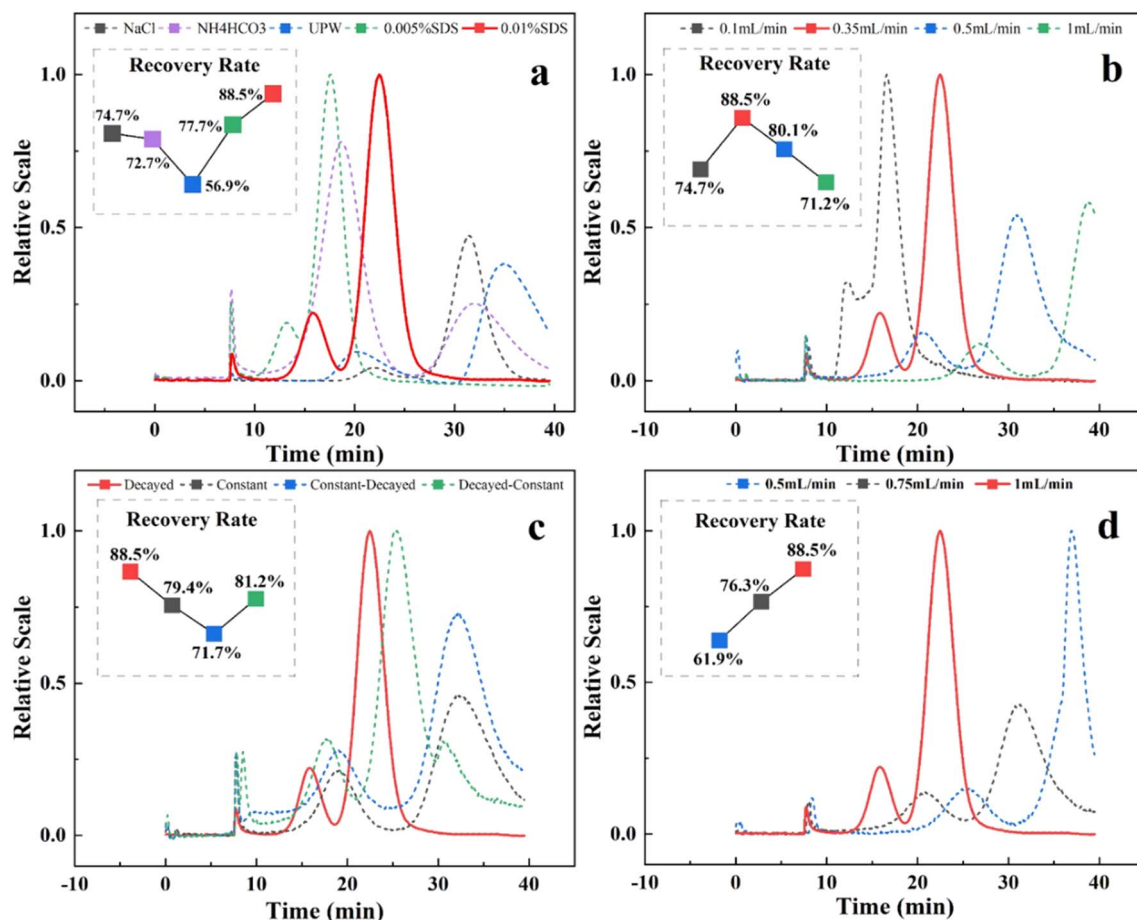 NaCl NH4HCO3 UPW 0.005%SDS 0.01%SDS
a
Recovery Rate
74.7%
72.7%
56.9%
77.7%
88.5%
Relative Scale
1.0
0.5
0.0
0 10 20 30 40
Time (min)
0.1mL/min 0.35mL/min 0.5mL/min 1mL/min
b
Recovery Rate
74.7%
88.5%
80.1%
71.2%
Relative Scale
1.0
0.5
0.0
-10 0 10 20 30 40
Time (min)
Decayed Constant Constant-Decayed Decayed-Constant
c
Recovery Rate
88.5%
79.4%
71.7%
81.2%
Relative Scale
1.0
0.5
0.0
-10 0 10 20 30 40
Time (min)
0.5mL/min 0.75mL/min 1mL/min
d
Recovery Rate
61.9%
76.3%
88.5%
Relative Scale
1.0
0.5
0.0
-10 0 10 20 30 40
Time (min)